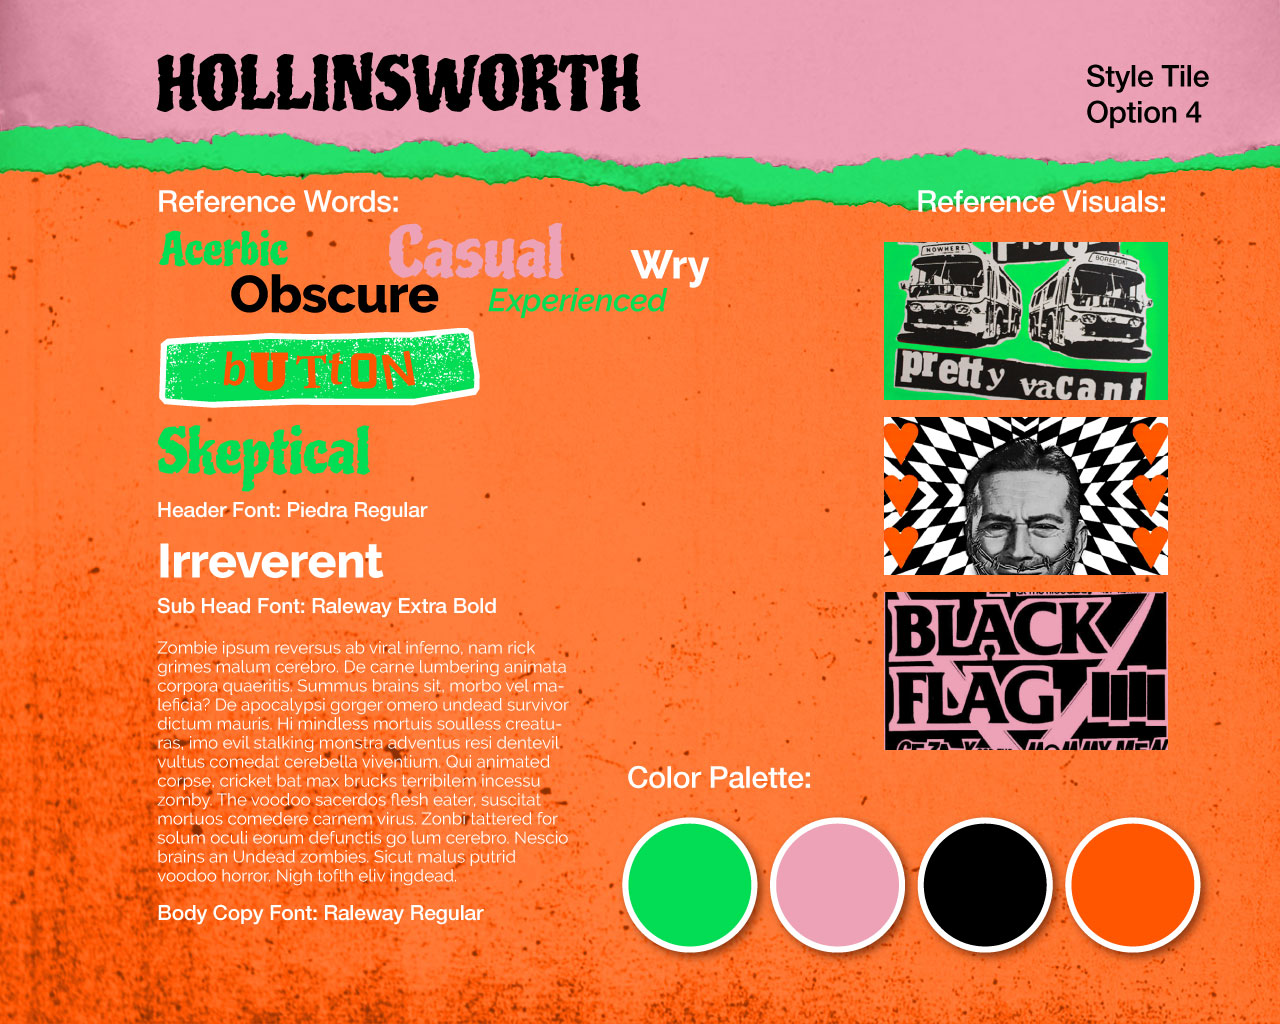 HOLLINSWORTH
Style Tile
Option 4
Reference Words:
Acerbic
Casual
Wry
Obscure
Experienced
bUTtON
Skeptical
Header Font: Piedra Regular
Irreverent
Sub Head Font: Raleway Extra Bold
Zombie ipsum reversus ab viral inferno, nam rick
grimes malum cerebro. De carne lumbering animata
corpora quaeritis. Summus brains sit, morbo vel ma-
leficia? De apocalypsi gorger omero undead survivor
dictum mauris. Hi mindless mortuis soulless creatu-
ras, imo evil stalking monstra adventus resi dentevil
vultus comedat cerebella viventium. Qui animated
corpse, cricket bat max brucks terribilem incessu
zomby. The voodoo sacerdos flesh eater, suscitat
mortuos comedere carnem virus. Zonbi tattered for
solum oculi eorum defunctis go lum cerebro. Nescio
brains an Undead zombies. Sicut malus putrid
voodoo horror. Nigh tofth eliv ingdead.
Body Copy Font: Raleway Regular
Reference Visuals:
NOWHERE
BOREDOM
pretty vacant
BLACK
FLAG
Color Palette: